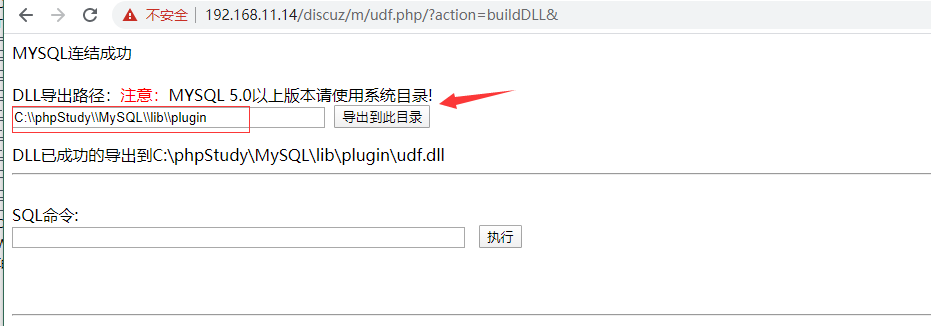 不安全 192.168.11.14/discuz/m/udf.php/?action=buildDLL&
MYSQL连结成功
DLL导出路径：注意：MYSQL 5.0以上版本请使用系统目录!
C:\\phpStudy\\MySQL\\lib\\plugin 导出到此目录
DLL已成功的导出到C:\phpStudy\MySQL\lib\plugin\udf.dll
SQL命令:
执行